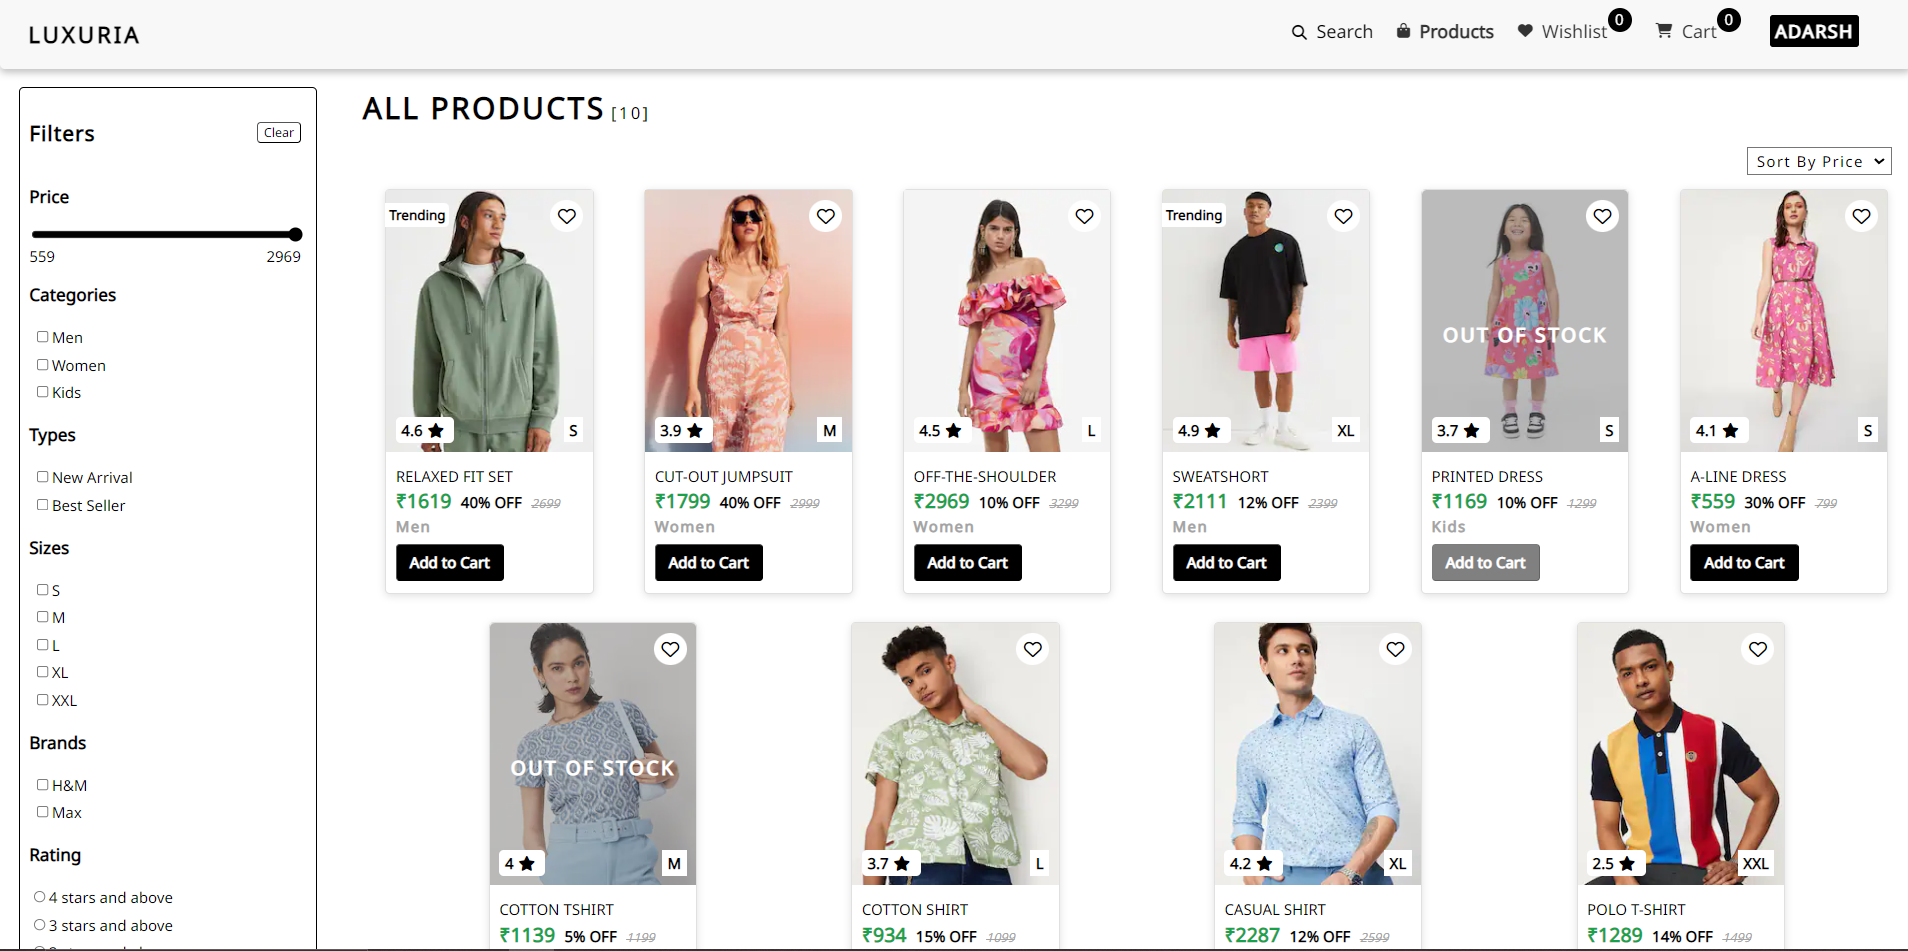 LUXURIA
Search
Products
Wishlist
0
Cart
0
ADARSH
Filters
Clear
Price
559
2969
Categories
Men
Women
Kids
Types
New Arrival
Best Seller
Sizes
S
M
L
XL
XXL
Brands
H&M
Max
Rating
4 stars and above
3 stars and above
ALL PRODUCTS [10]
Sort By Price
Trending
4.6
S
RELAXED FIT SET
₹1619 40% OFF 2699
Men
Add to Cart
3.9
M
CUT-OUT JUMPSUIT
₹1799 40% OFF 2999
Women
Add to Cart
4.5
L
OFF-THE-SHOULDER
₹2969 10% OFF 3299
Women
Add to Cart
Trending
4.9
XL
SWEATSHORT
₹2111 12% OFF 2399
Men
Add to Cart
OUT OF STOCK
3.7
S
PRINTED DRESS
₹1169 10% OFF 1299
Kids
Add to Cart
4.1
S
A-LINE DRESS
₹559 30% OFF 799
Women
Add to Cart
OUT OF STOCK
4
M
COTTON TSHIRT
₹1139 5% OFF 1199
3.7
L
COTTON SHIRT
₹934 15% OFF 1099
4.2
XL
CASUAL SHIRT
₹2287 12% OFF 2599
2.5
XXL
POLO T-SHIRT
₹1289 14% OFF 1499